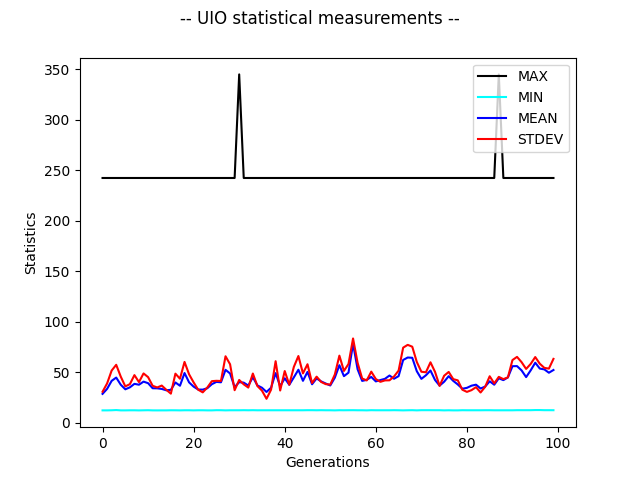 -- UIO statistical measurements --
MAX
MIN
MEAN
STDEV
Statistics
350
300
250
200
150
100
50
0
0 20 40 60 80 100
Generations